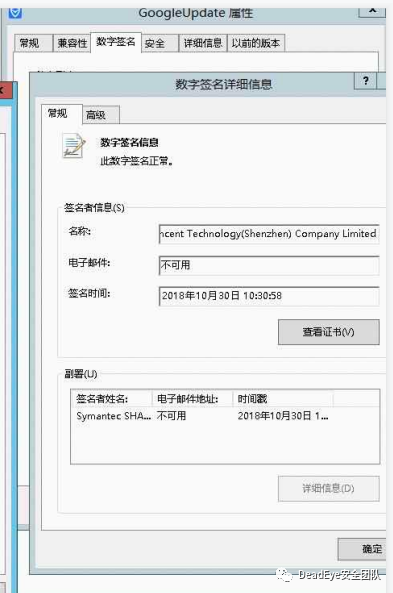 GoogleUpdate 属性
常规 兼容性 数字签名 安全 详细信息 以前的版本
数字签名详细信息
?
常规 高级
数字签名信息
此数字签名正常。
签名者信息(S)
名称: ncent Technology(Shenzhen) Company Limited
电子邮件: 不可用
签名时间: 2018年10月30日 10:30:58
查看证书(V)
副署(U)
签名者姓名: 电子邮件地址: 时间戳
Symantec SHA... 不可用 2018年10月30日 1...
详细信息(D)
确定
DeadEye安全团队